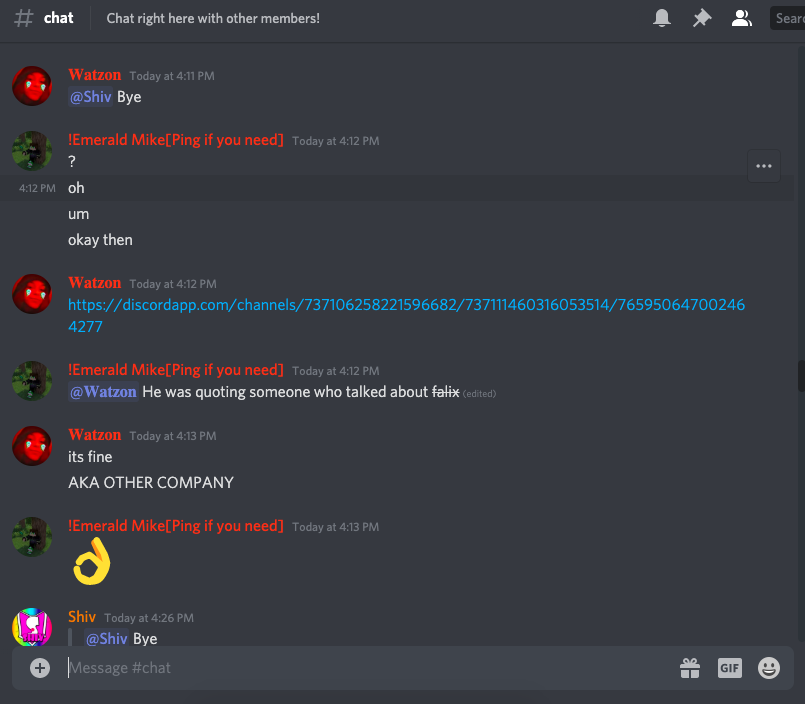 # chat Chat right here with other members! Sear
Watzon Today at 4:11 PM
@Shiv Bye
!Emerald Mike[Ping if you need] Today at 4:12 PM
?
4:12 PM oh
um
okay then
Watzon Today at 4:12 PM
https://discordapp.com/channels/737106258221596682/737111460316053514/76595064700246
4277
!Emerald Mike[Ping if you need] Today at 4:12 PM
@Watzon He was quoting someone who talked about falix (edited)
Watzon Today at 4:13 PM
its fine
AKA OTHER COMPANY
!Emerald Mike[Ping if you need] Today at 4:13 PM
Shiv Today at 4:26 PM
@Shiv Bye
Message #chat GIF